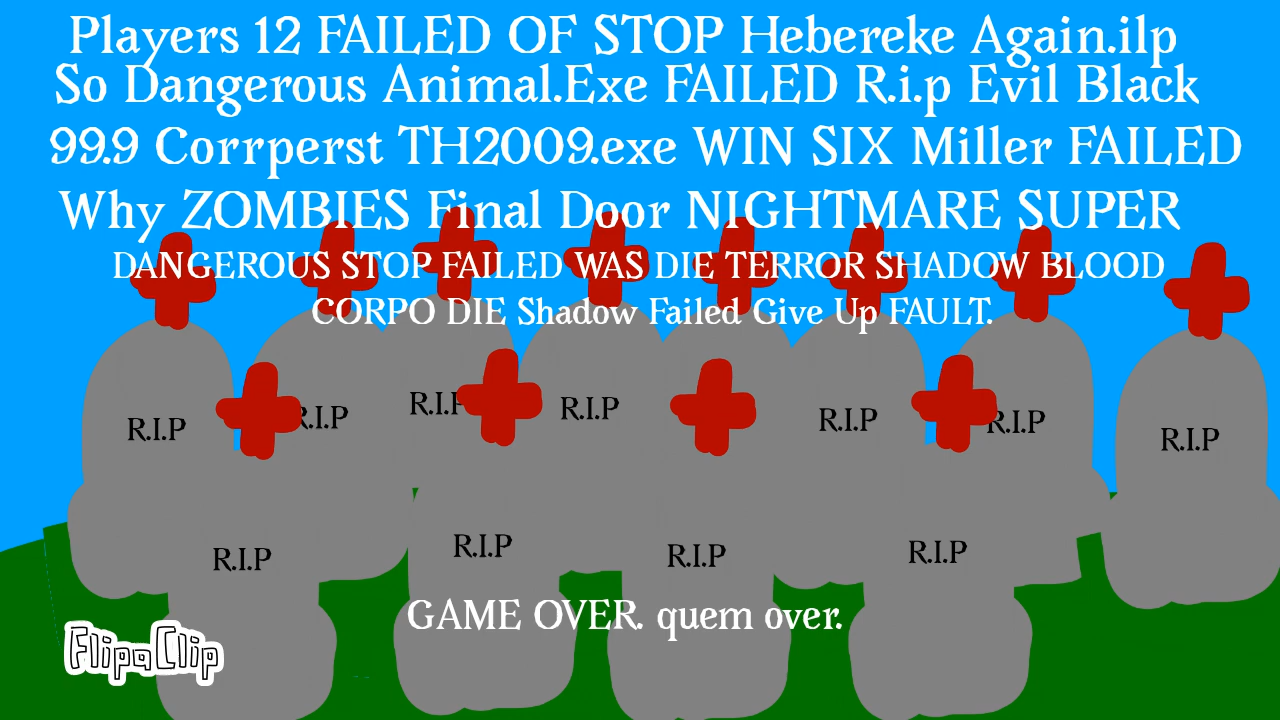 Players 12 FAILED OF STOP Hebereke Again.ilp
So Dangerous Animal.Exe FAILED R.i.p Evil Black
99.9 Corrperst TH2009.exe WIN SIX Miller FAILED
Why ZOMBIES Final Door NIGHTMARE SUPER
DANGEROUS STOP FAILED WAS DIE TERROR SHADOW BLOOD
CORPO DIE Shadow Failed Give Up FAULT.
R.I.P
R.I.P
R.I.P
R.I.P
R.I.P
R.I.P
R.I.P
R.I.P
R.I.P
R.I.P
R.I.P
GAME OVER. quem over.
FlipaClip